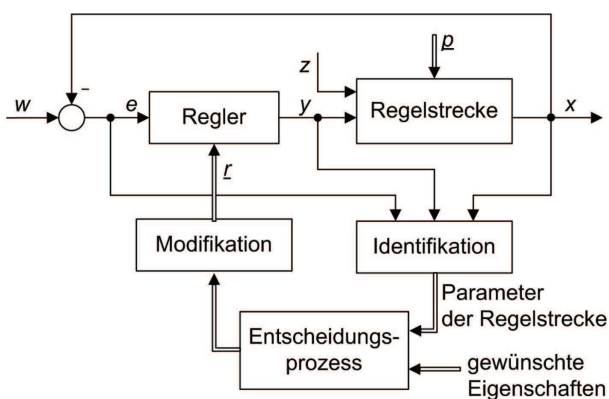 p
z
w
–
e
Regler
y
Regelstrecke
x
r
Modifikation
Identifikation
Parameter
der Regelstrecke
Entscheidungs-
prozess
gewünschte
Eigenschaften